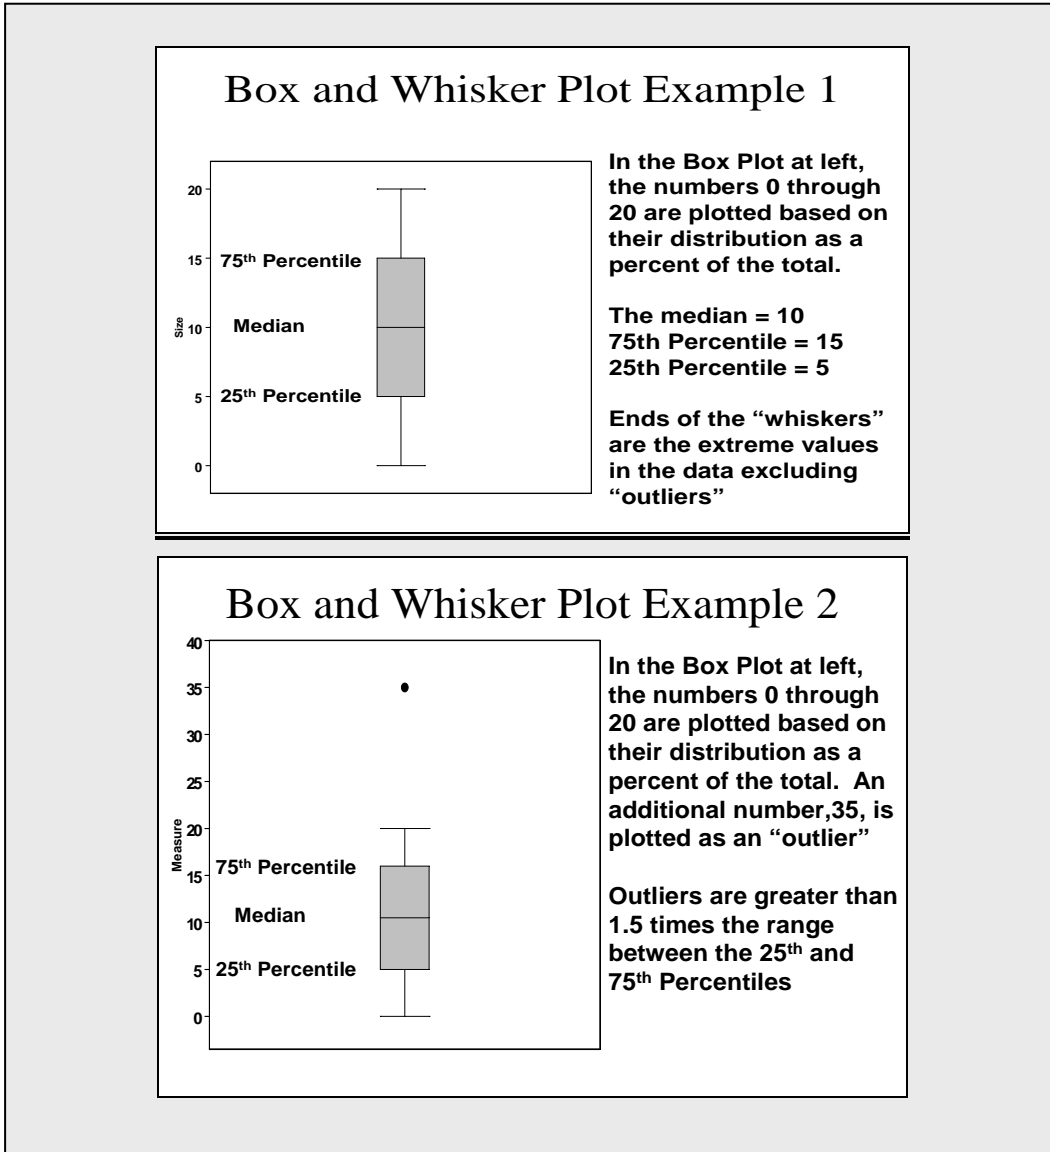 Box and Whisker Plot Example 1
20
15
10
5
0
Size
75th Percentile
Median
25th Percentile
In the Box Plot at left,
the numbers 0 through
20 are plotted based on
their distribution as a
percent of the total.
The median = 10
75th Percentile = 15
25th Percentile = 5
Ends of the “whiskers”
are the extreme values
in the data excluding
“outliers”
Box and Whisker Plot Example 2
40
35
30
25
20
15
10
5
0
Measure
75th Percentile
Median
25th Percentile
In the Box Plot at left,
the numbers 0 through
20 are plotted based on
their distribution as a
percent of the total.  An
additional number,35, is
plotted as an “outlier”
Outliers are greater than
1.5 times the range
between the 25th and
75th Percentiles